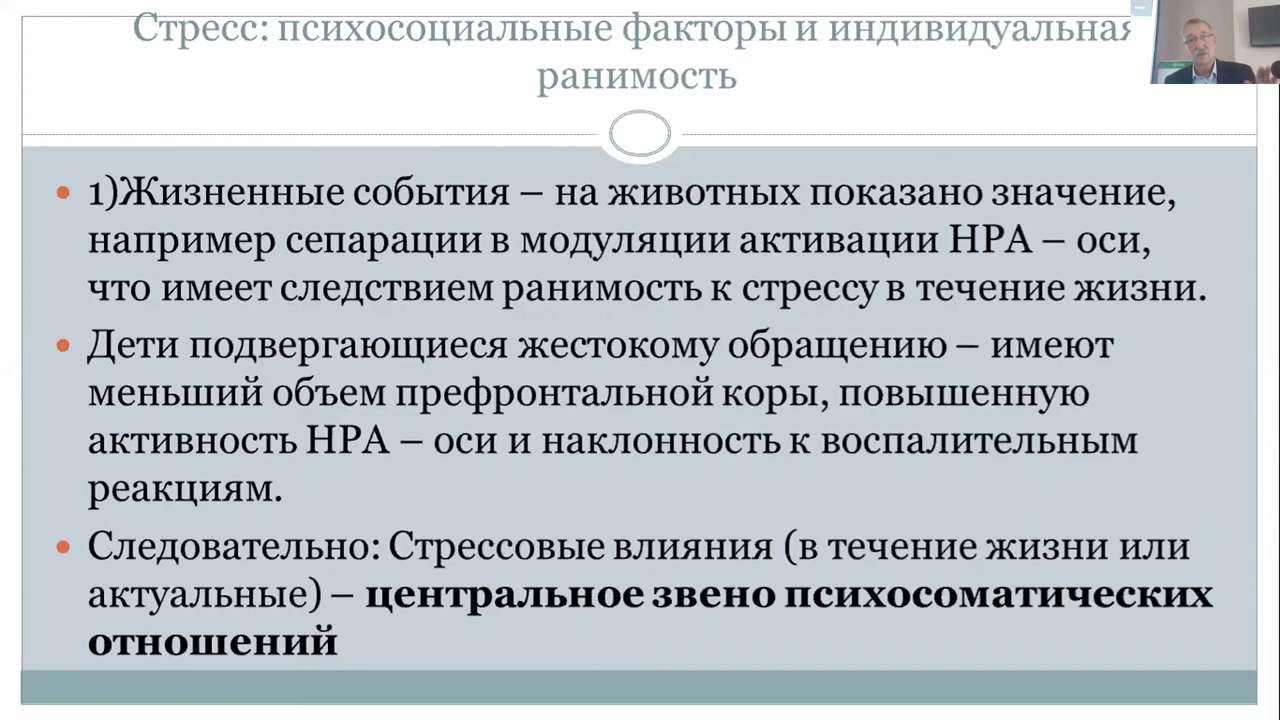 Стресс: психосоциальные факторы и индивидуальная
ранимость
• 1)Жизненные события – на животных показано значение,
например сепарации в модуляции активации НРА – оси,
что имеет следствием ранимость к стрессу в течение жизни.
• Дети подвергающиеся жестокому обращению – имеют
меньший объем префронтальной коры, повышенную
активность НРА – оси и наклонность к воспалительным
реакциям.
• Следовательно: Стрессовые влияния (в течение жизни или
актуальные) – центральное звено психосоматических
отношений